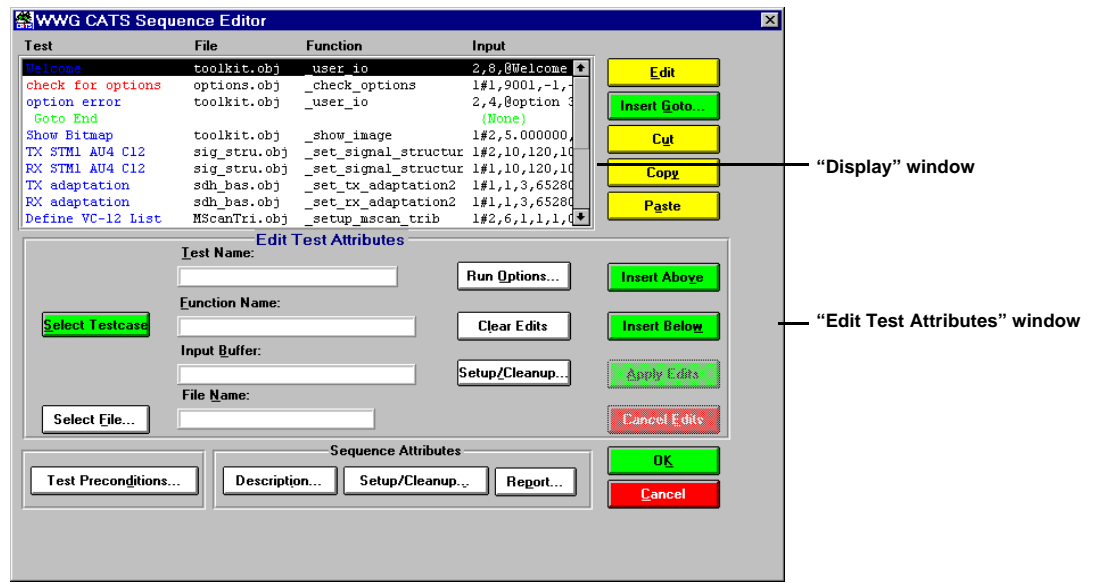 WWG CATS Sequence Editor
Test File Function Input
Welcome toolkit.obj _user_io 2,8,@Welcome
check for options options.obj _check_options 1#1,9001,-1,-
option error toolkit.obj _user_io 2,4,@option 3
Goto End (None)
Show Bitmap toolkit.obj _show_image 1#2,5.000000,
TX STM1 AU4 C12 sig_stru.obj _set_signal_structur 1#2,10,120,10
RX STM1 AU4 C12 sig_stru.obj _set_signal_structur 1#1,10,120,10
TX adaptation sdh_bas.obj _set_tx_adaptation2 1#1,1,3,65280
RX adaptation sdh_bas.obj _set_rx_adaptation2 1#1,1,3,65280
Define VC-12 List MScanTri.obj _setup_mscan_trib 1#2,6,1,1,1,0
Edit
Insert Goto...
Cut
Copy
Paste
"Display" window
Edit Test Attributes
Test Name:
Run Options...
Insert Above
Function Name:
Select Testcase
Clear Edits
Insert Below
"Edit Test Attributes" window
Input Buffer:
Setup/Cleanup...
Apply Edits
File Name:
Select File...
Cancel Edits
Sequence Attributes
Test Preconditions...
Description...
Setup/Cleanup...
Report...
OK
Cancel